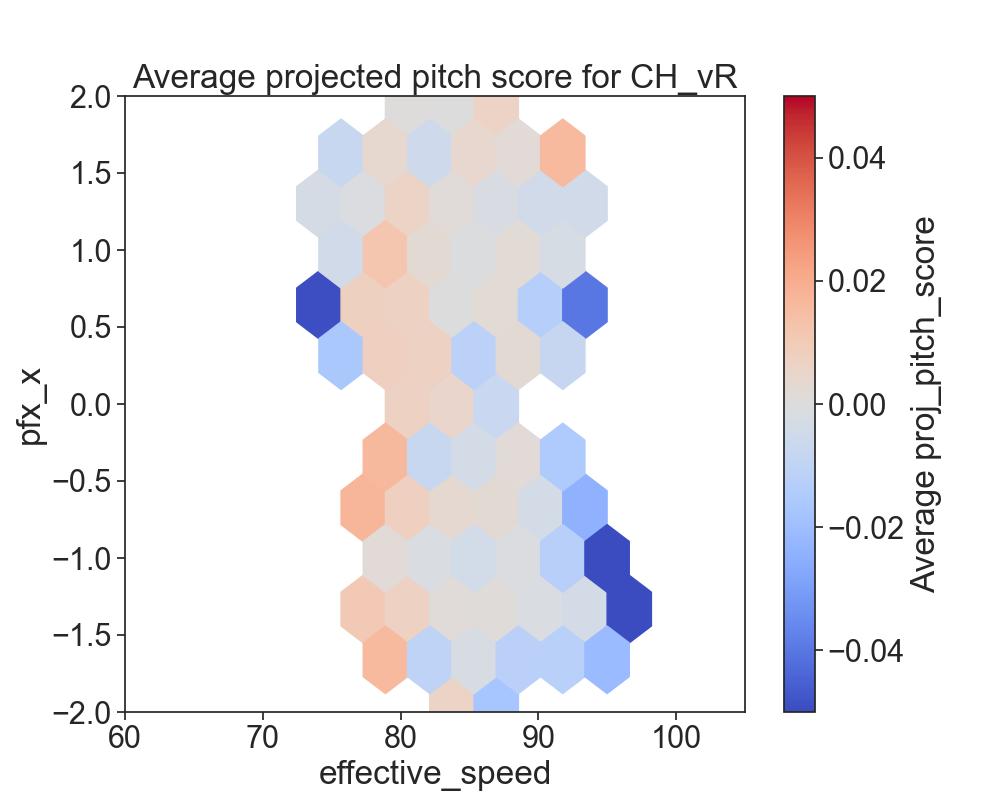 Average projected pitch score for CH_vR
2.0
1.5
1.0
0.5
0.0
−0.5
−1.0
−1.5
−2.0
pfx_x
60 70 80 90 100
effective_speed
0.04
0.02
0.00
−0.02
−0.04
Average proj_pitch_score